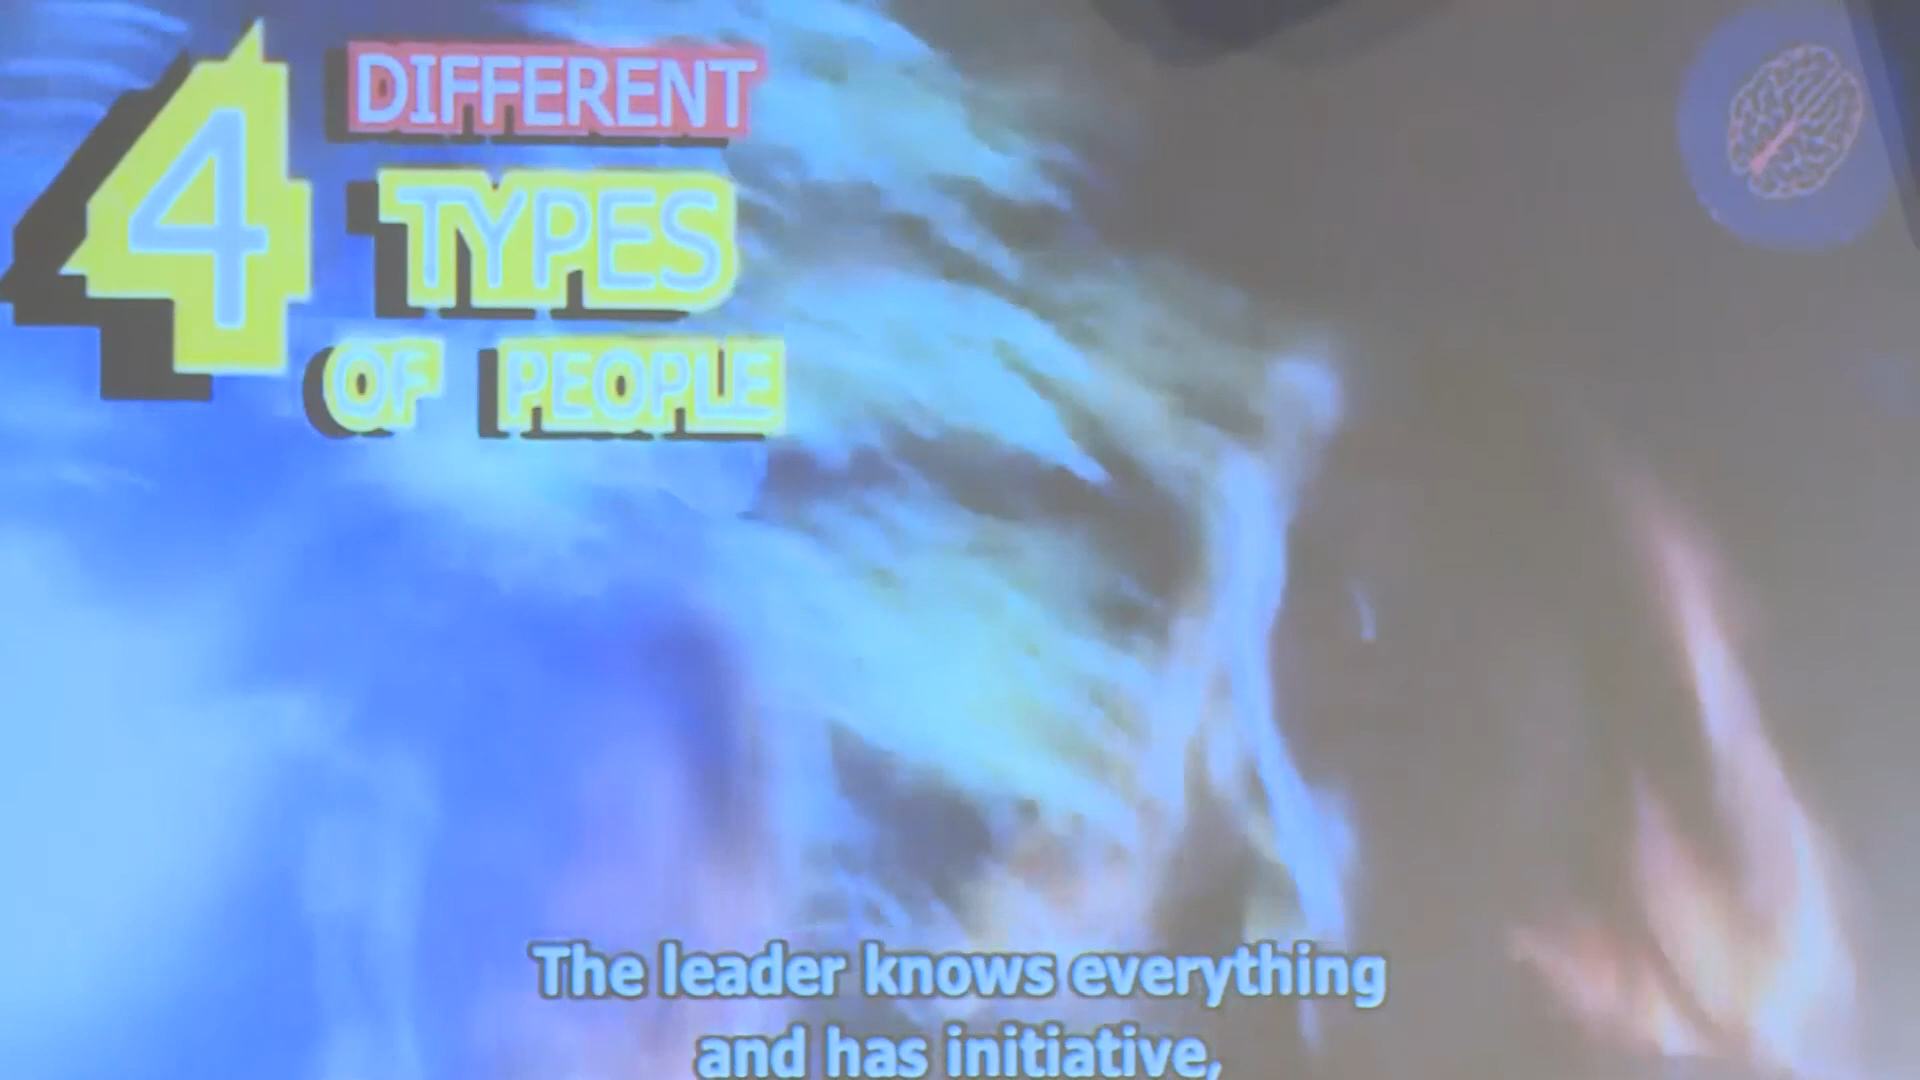 4
DIFFERENT
TYPES
OF PEOPLE
The leader knows everything
and has initiative,